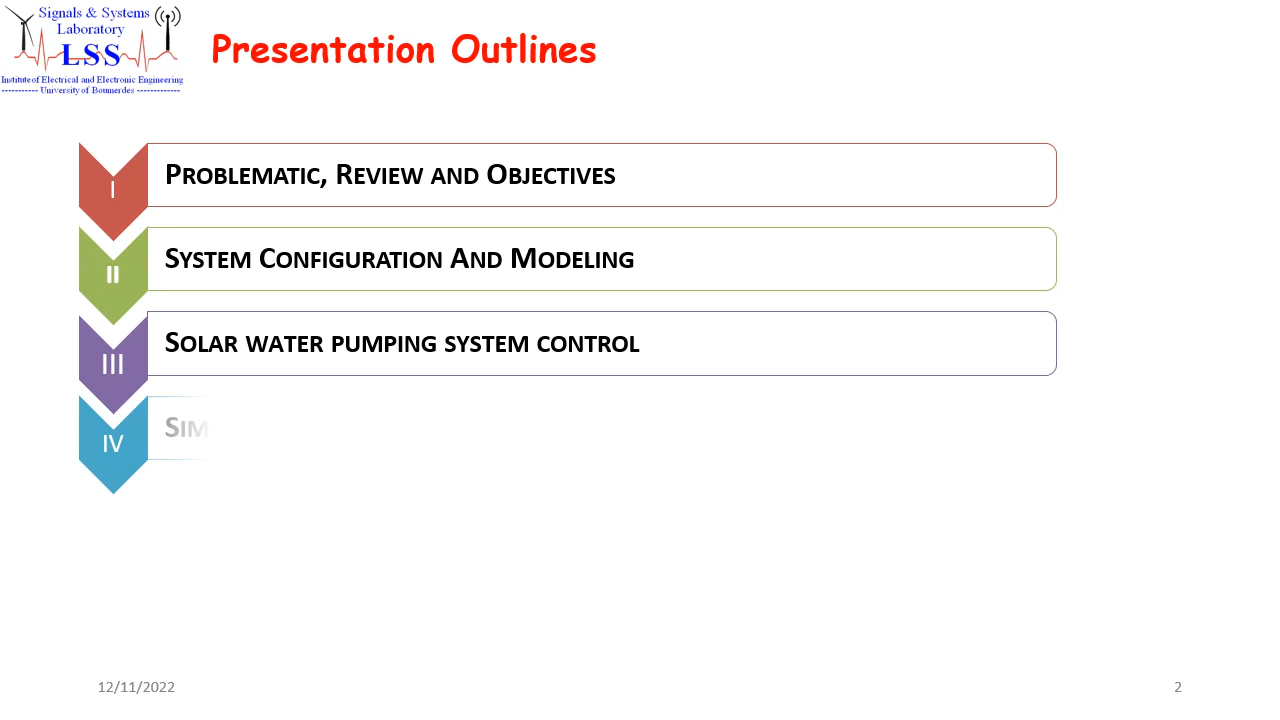 Signals & Systems
Laboratory
LSS
Institute of Electrical and Electronic Engineering
----------- University of Boumerdes -------------
Presentation Outlines
I
PROBLEMATIC, REVIEW AND OBJECTIVES
II
SYSTEM CONFIGURATION AND MODELING
III
SOLAR WATER PUMPING SYSTEM CONTROL
IV
12/11/2022
2